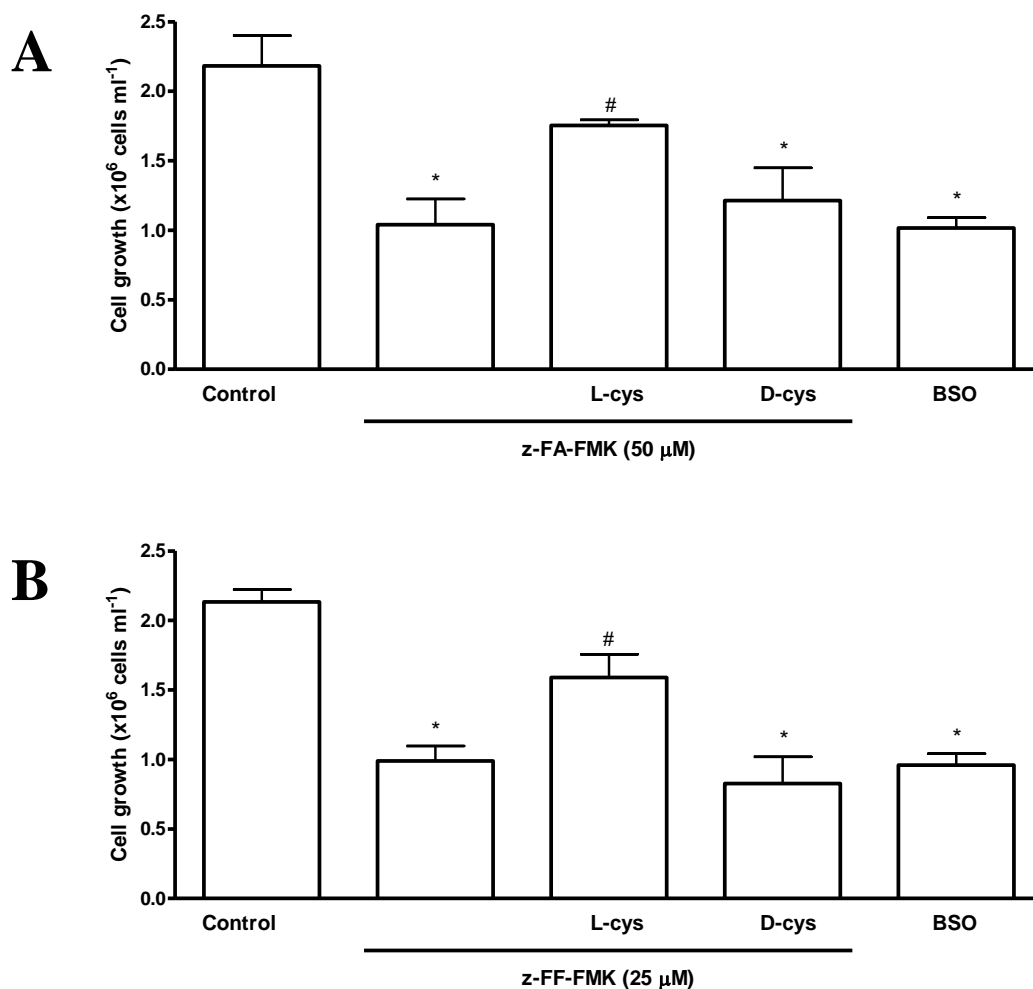 A
Cell growth (x10⁶ cells ml⁻¹)
2.5
2.0
1.5
1.0
0.5
0.0
*
#
*
*
Control
L-cys
D-cys
BSO
z-FA-FMK (50 μM)
B
Cell growth (x10⁶ cells ml⁻¹)
2.5
2.0
1.5
1.0
0.5
0.0
*
#
*
*
Control
L-cys
D-cys
BSO
z-FF-FMK (25 μM)